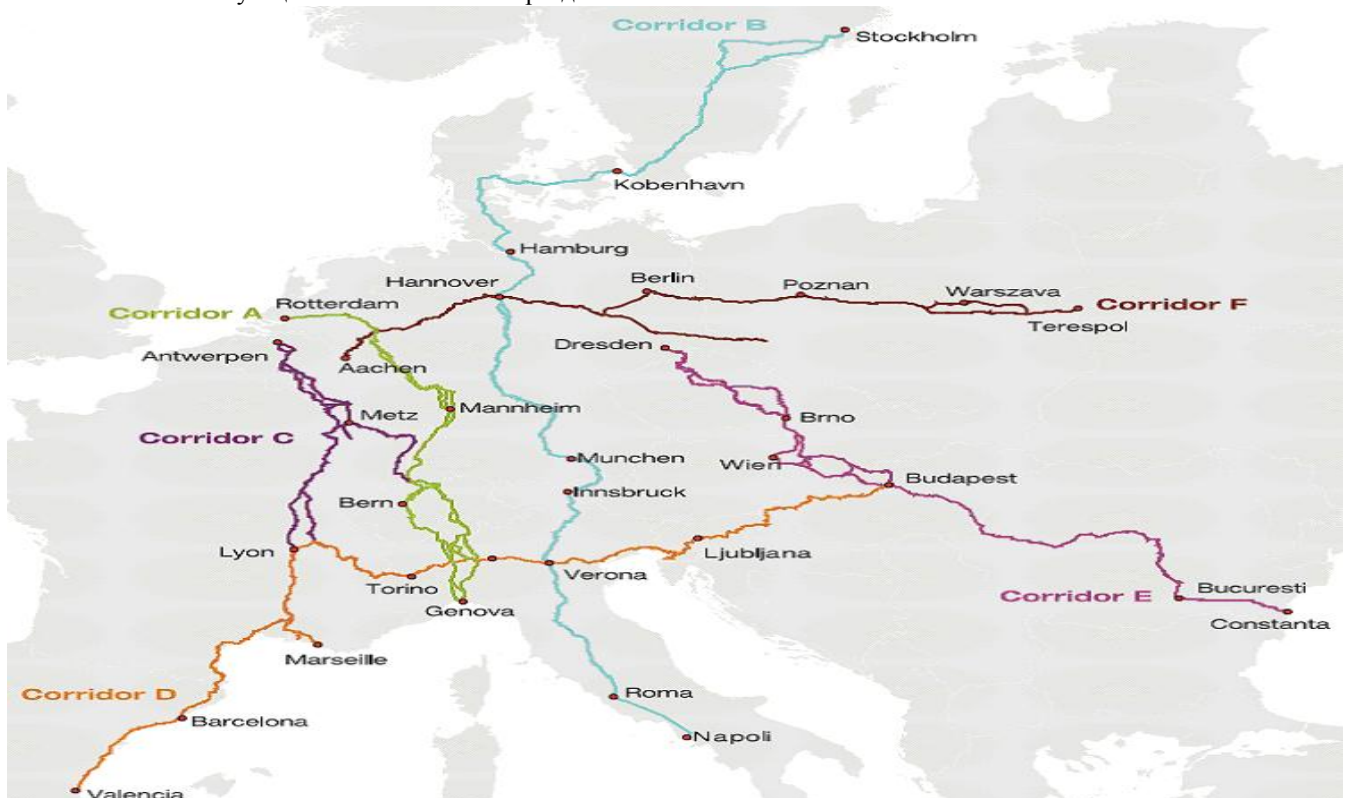 Corridor B
Stockholm
Kobenhavn
Hamburg
Hannover
Berlin
Poznan
Warszava
Corridor F
Terespol
Rotterdam
Corridor A
Antwerpen
Aachen
Dresden
Metz
Mannheim
Brno
Corridor C
Munchen
Wien
Budapest
Innsbruck
Bern
Lyon
Ljubljana
Verona
Torino
Genova
Bucuresti
Corridor E
Constanta
Marseille
Roma
Corridor D
Barcelona
Napoli
Valencia